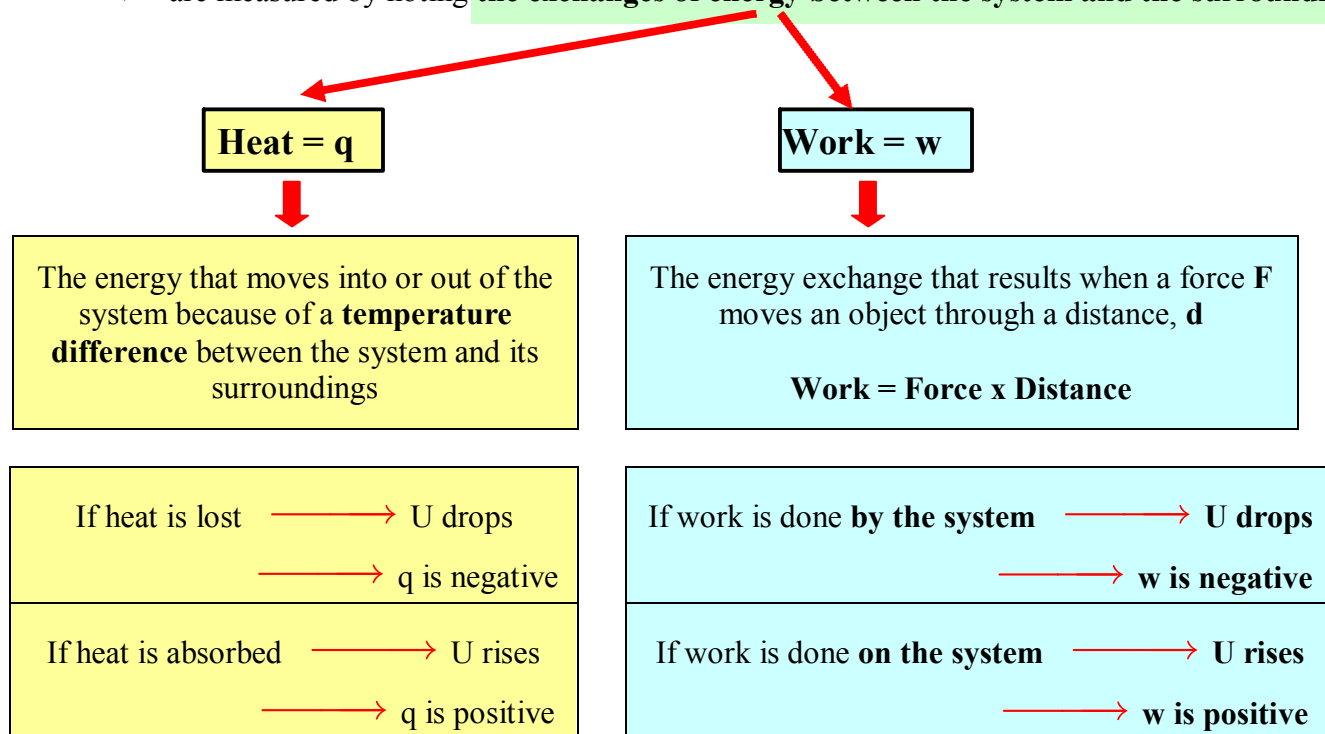 are measured by noting the exchanges of energy between the system and the
Heat = q
Work = w
The energy that moves into or out of the
system because of a temperature
difference between the system and its
surroundings
The energy exchange that results when a force F
moves an object through a distance, d
Work = Force x Distance
If heat is lost ⟶ U drops
⟶ q is negative
If heat is absorbed ⟶ U rises
⟶ q is positive
If work is done by the system ⟶ U drops
⟶ w is negative
If work is done on the system ⟶ U rises
⟶ w is positive